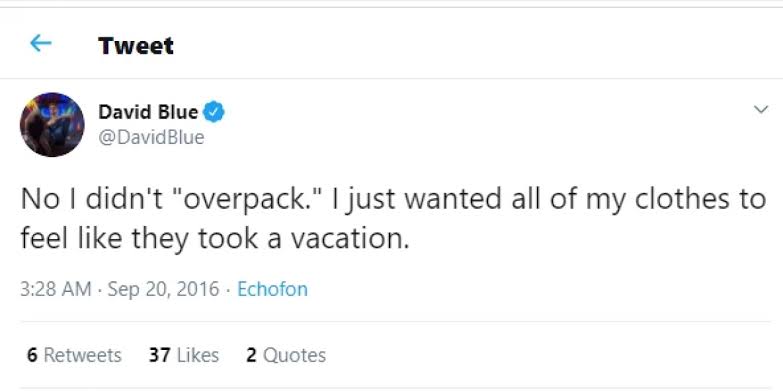 Tweet
David Blue
@DavidBlue
No I didn't "overpack." I just wanted all of my clothes to
feel like they took a vacation.
3:28 AM · Sep 20, 2016 · Echofon
6 Retweets 37 Likes 2 Quotes